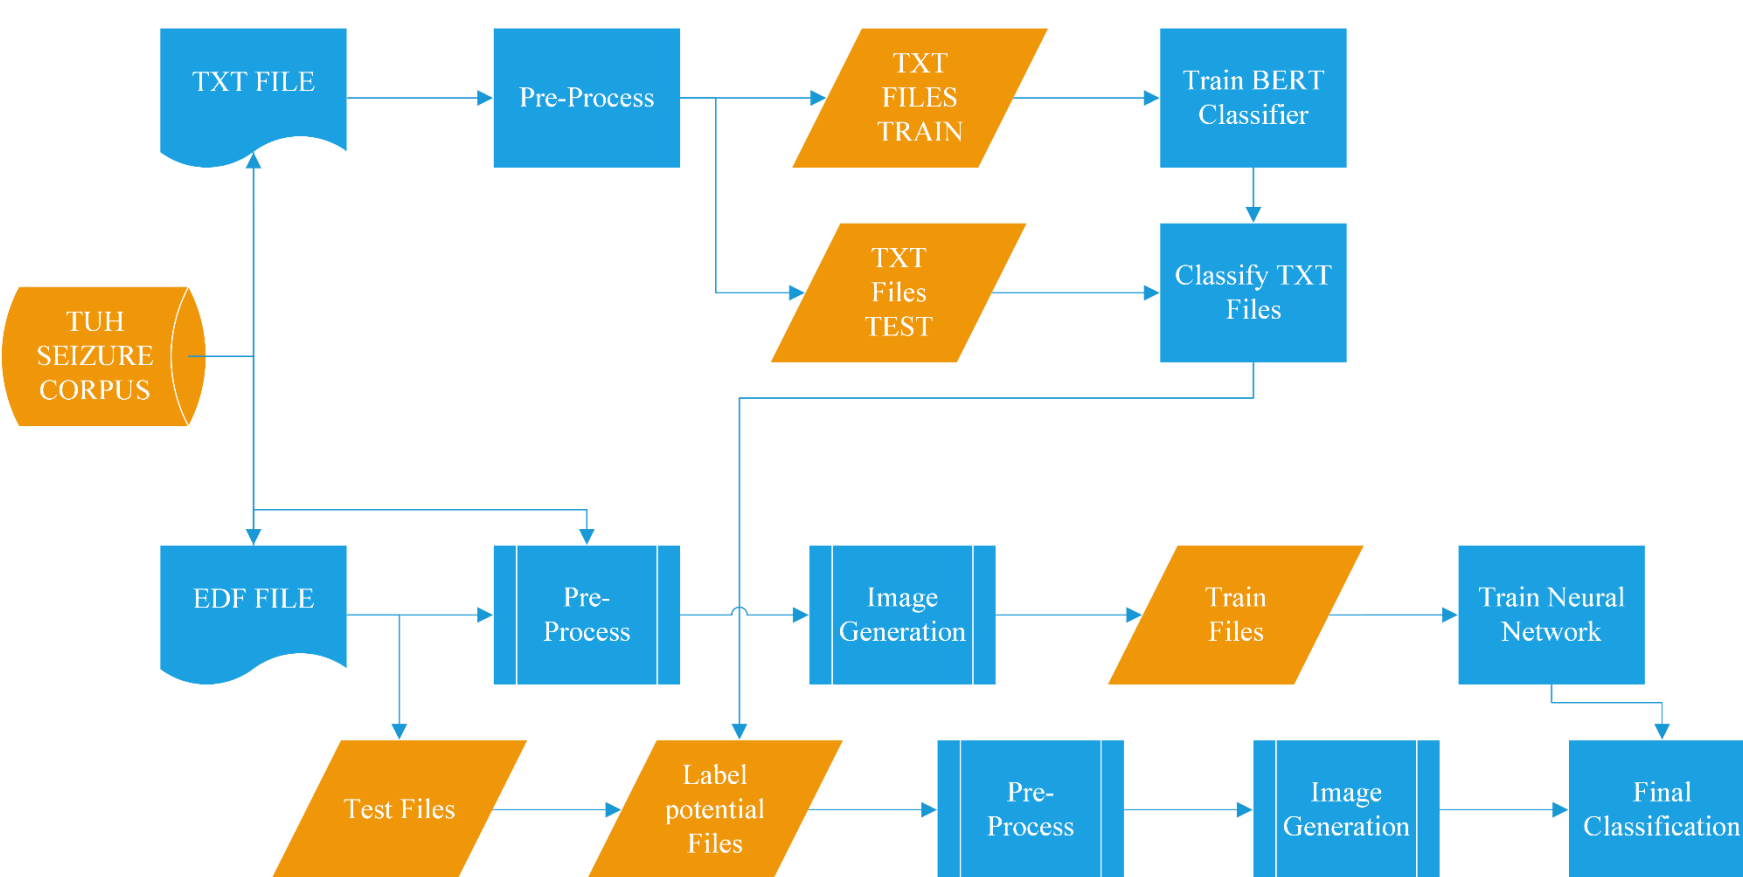 TXT FILE
Pre-Process
TXT
FILES
TRAIN
Train BERT
Classifier
TXT
Files
TEST
Classify TXT
Files
TUH
SEIZURE
CORPUS
EDF FILE
Pre-
Process
Image
Generation
Train
Files
Train Neural
Network
Test Files
Label
potential
Files
Pre-
Process
Image
Generation
Final
Classification